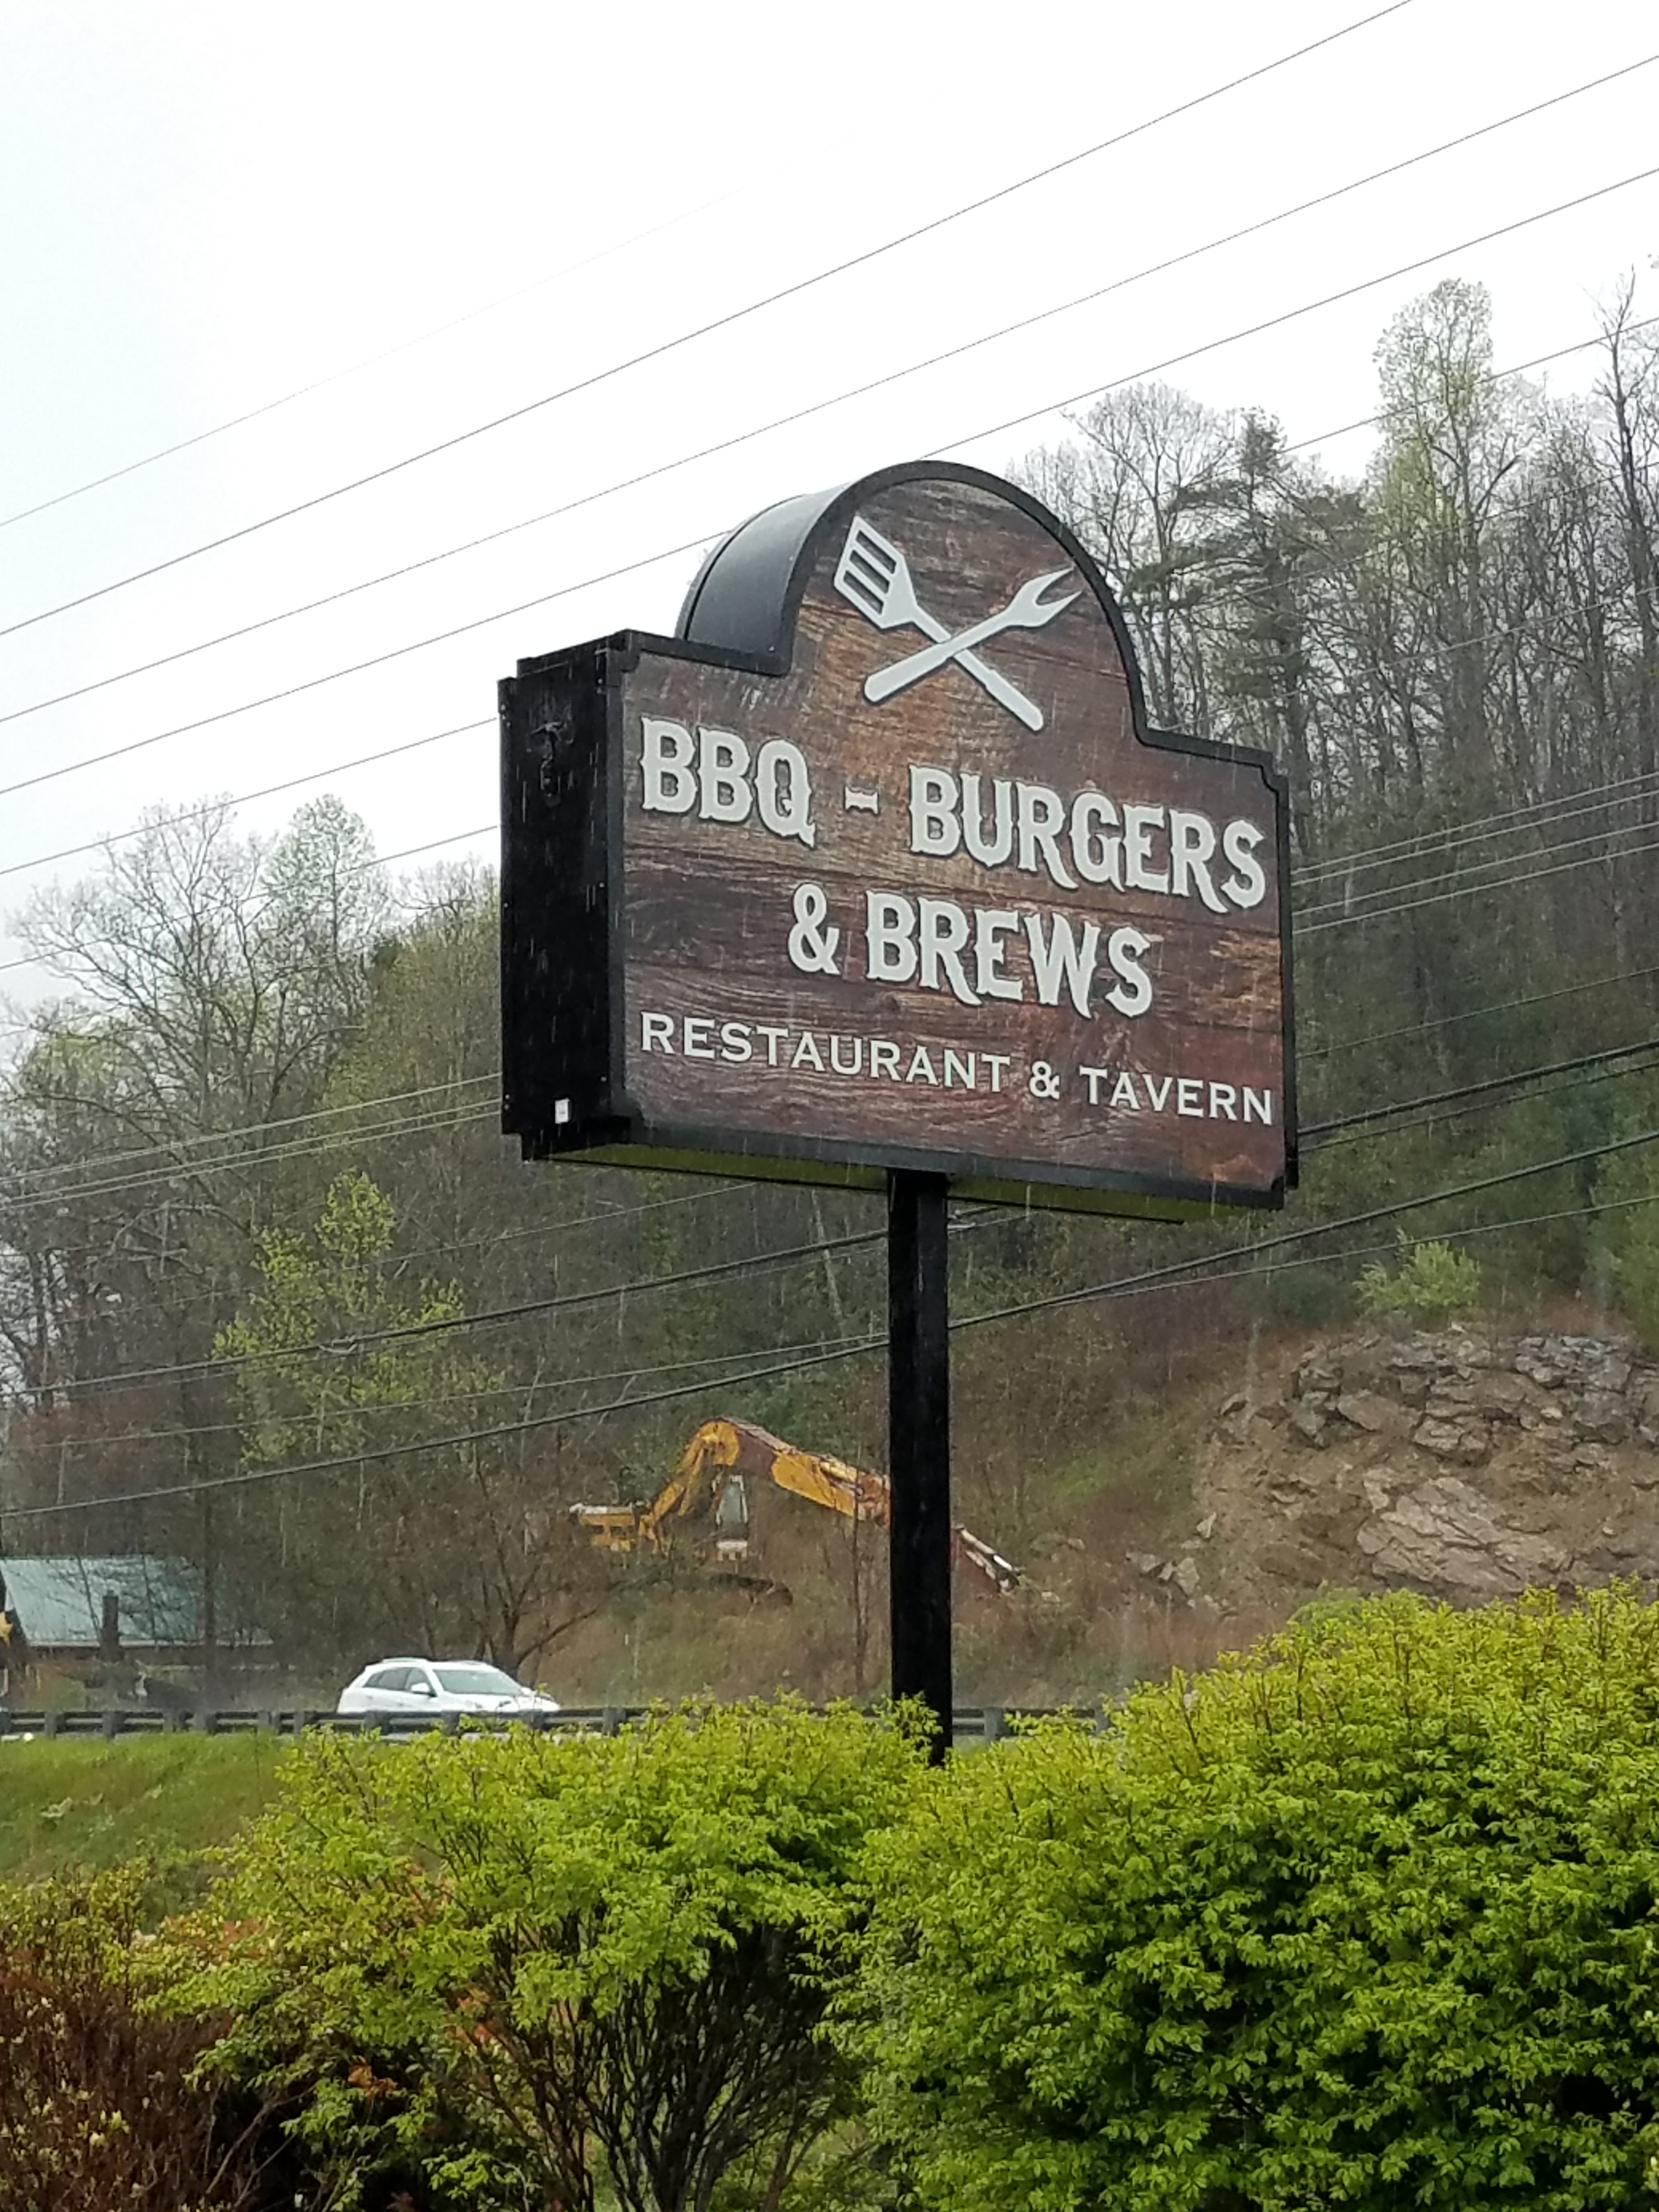 BBQ - BURGERS
& BREWS
RESTAURANT & TAVERN